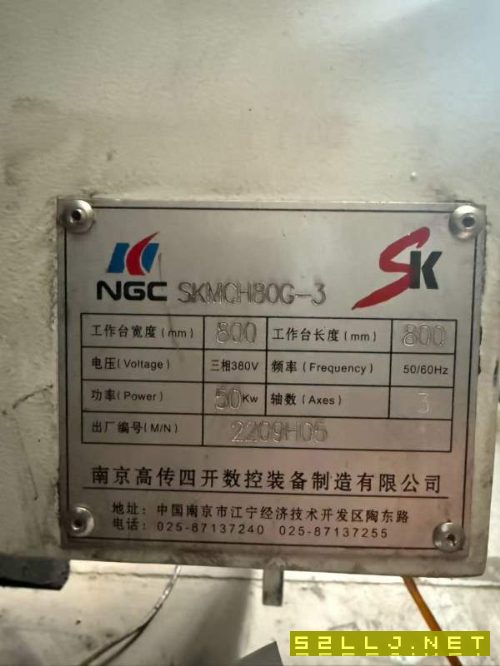 SK
NGC SKMCH80G-3
工作台宽度(mm) 800 工作台长度(mm) 800
电压(Voltage) 三相380V 频率(Frequency) 50/60Hz
功率(Power) 50Kw 轴数(Axes) 3
出厂编号(M/N) 2209H05
南京高传四开数控装备制造有限公司
地址: 中国南京市江宁经济技术开发区陶东路
电话: 025-87137240 025-87137255
52LLJ.NET